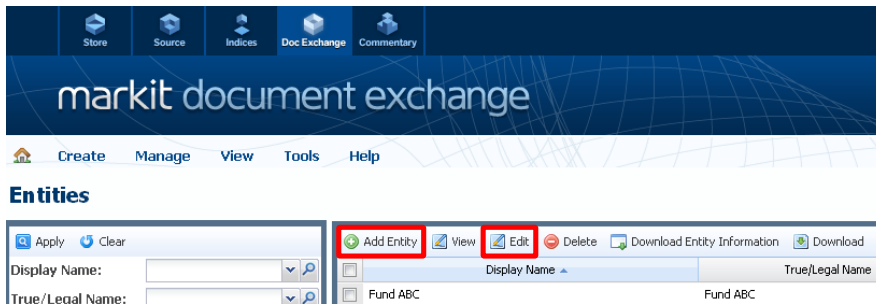 Store Source Indices Doc Exchange Commentary
markit document exchange
Create Manage View Tools Help
Entities
Apply Clear
Add Entity View Edit Delete Download Entity Information Download
Display Name:
Display Name True/Legal Name
True/Legal Name:
Fund ABC Fund ABC